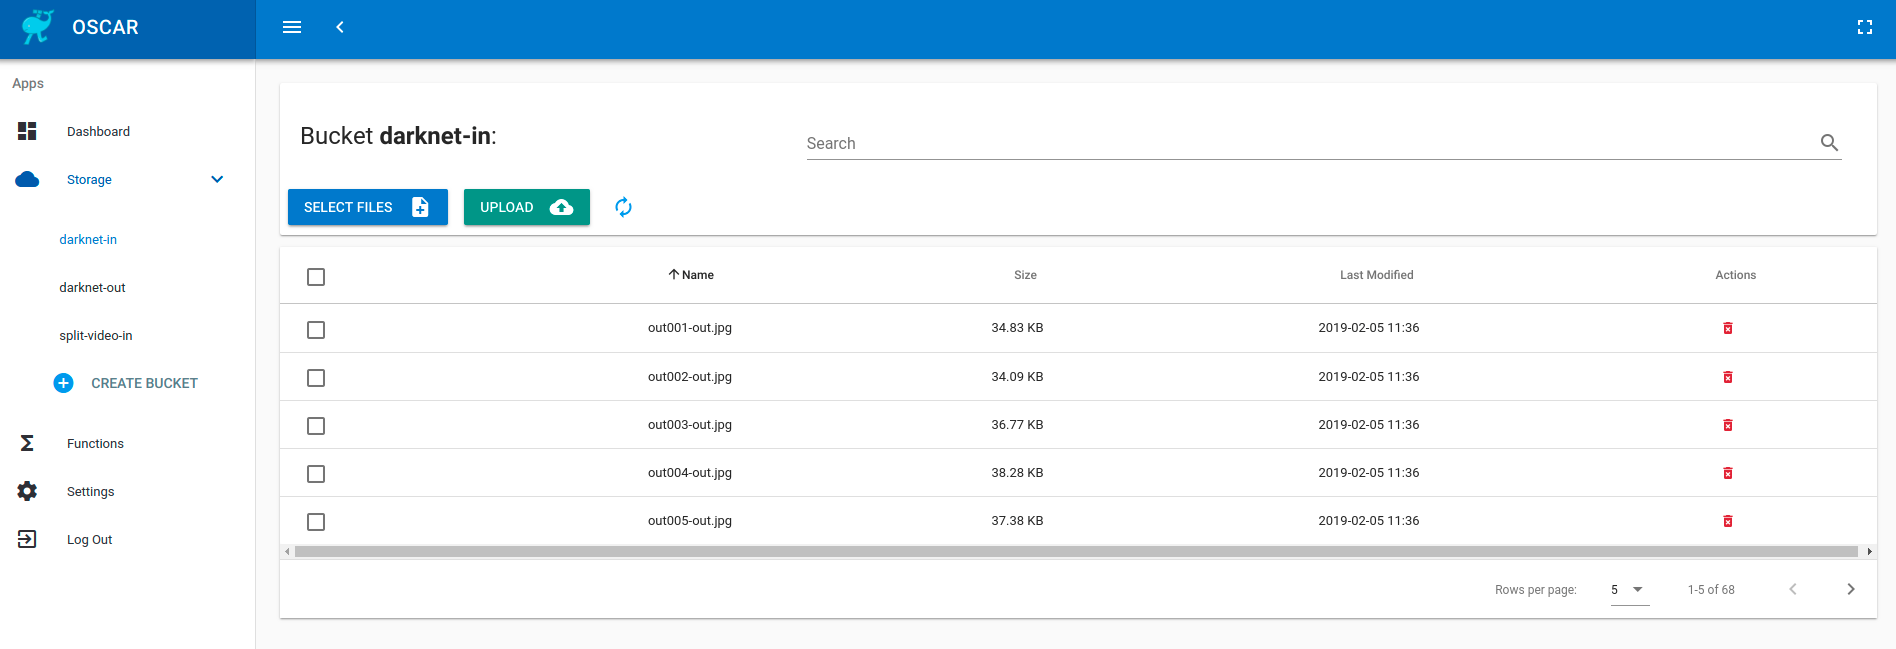 OSCAR
Apps
Dashboard
Storage
darknet-in
darknet-out
split-video-in
CREATE BUCKET
Functions
Settings
Log Out
Bucket darknet-in:
Search
SELECT FILES
UPLOAD
Name Size Last Modified Actions
out001-out.jpg 34.83 KB 2019-02-05 11:36
out002-out.jpg 34.09 KB 2019-02-05 11:36
out003-out.jpg 36.77 KB 2019-02-05 11:36
out004-out.jpg 38.28 KB 2019-02-05 11:36
out005-out.jpg 37.38 KB 2019-02-05 11:36
Rows per page: 5 1-5 of 68